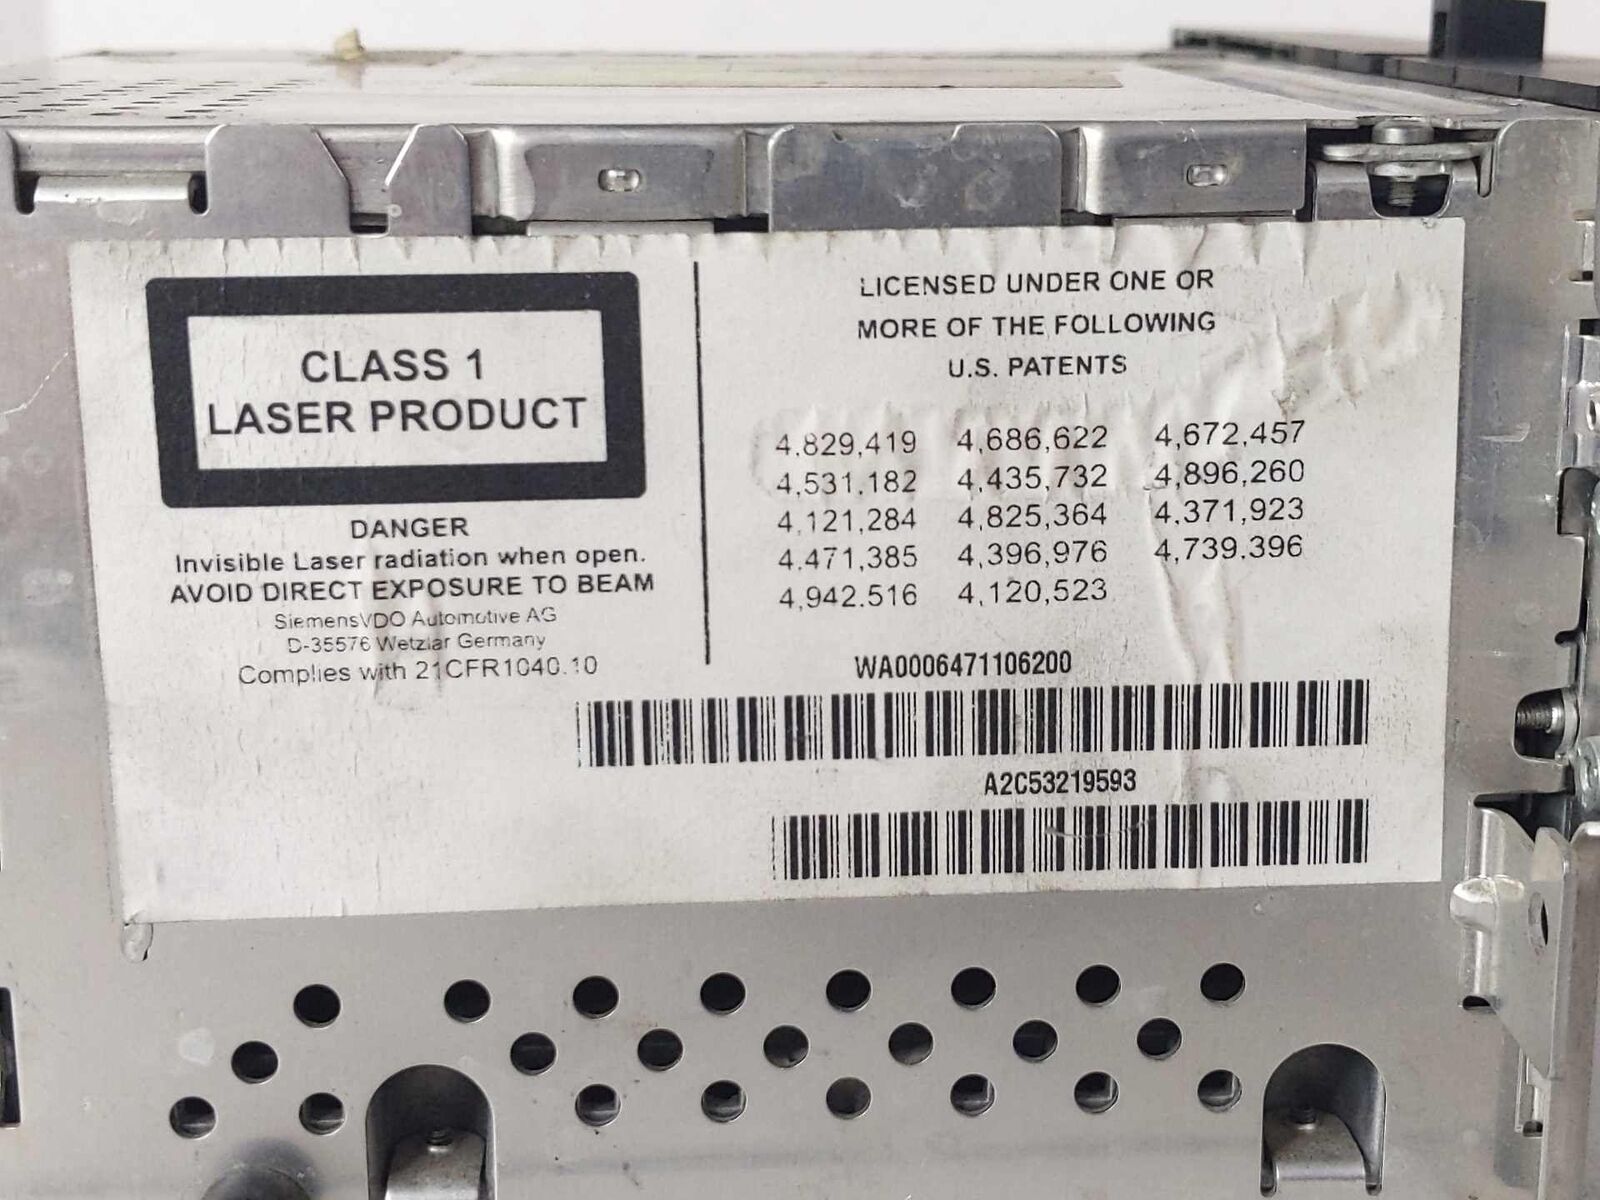 CLASS 1
LASER PRODUCT
DANGER
Invisible Laser radiation when open.
AVOID DIRECT EXPOSURE TO BEAM
SiemensVDO Automotive AG
D-35576 Wetzlar Germany
Complies with 21CFR1040.10
LICENSED UNDER ONE OR
MORE OF THE FOLLOWING
U.S. PATENTS
4,829,419 4,686,622 4,672,457
4,531,182 4,435,732 4,896,260
4,121,284 4,825,364 4,371,923
4,471,385 4,396,976 4,739,396
4,942,516 4,120,523
WA0006471106200
A2C53219593